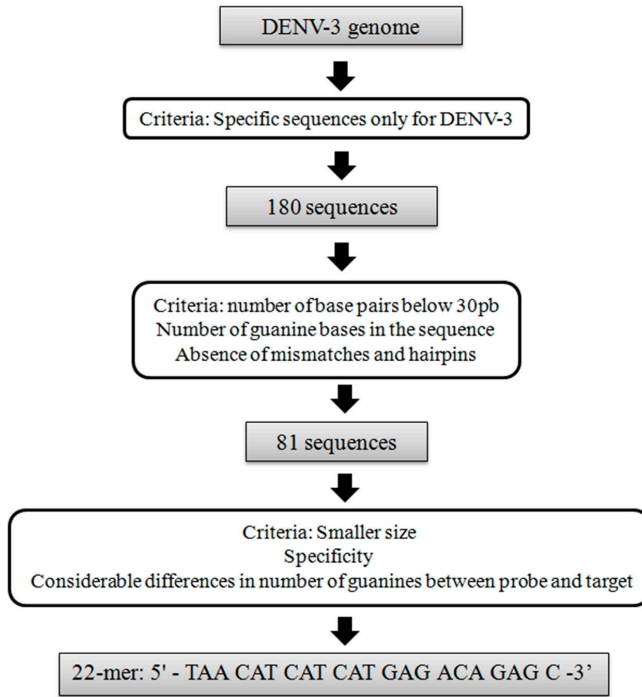 DENV-3 genome
Criteria: Specific sequences only for DENV-3
180 sequences
Criteria: number of base pairs below 30pb
Number of guanine bases in the sequence
Absence of mismatches and hairpins
81 sequences
Criteria: Smaller size
Specificity
Considerable differences in number of guanines between probe and target
22-mer: 5' - TAA CAT CAT CAT GAG ACA GAG C -3’